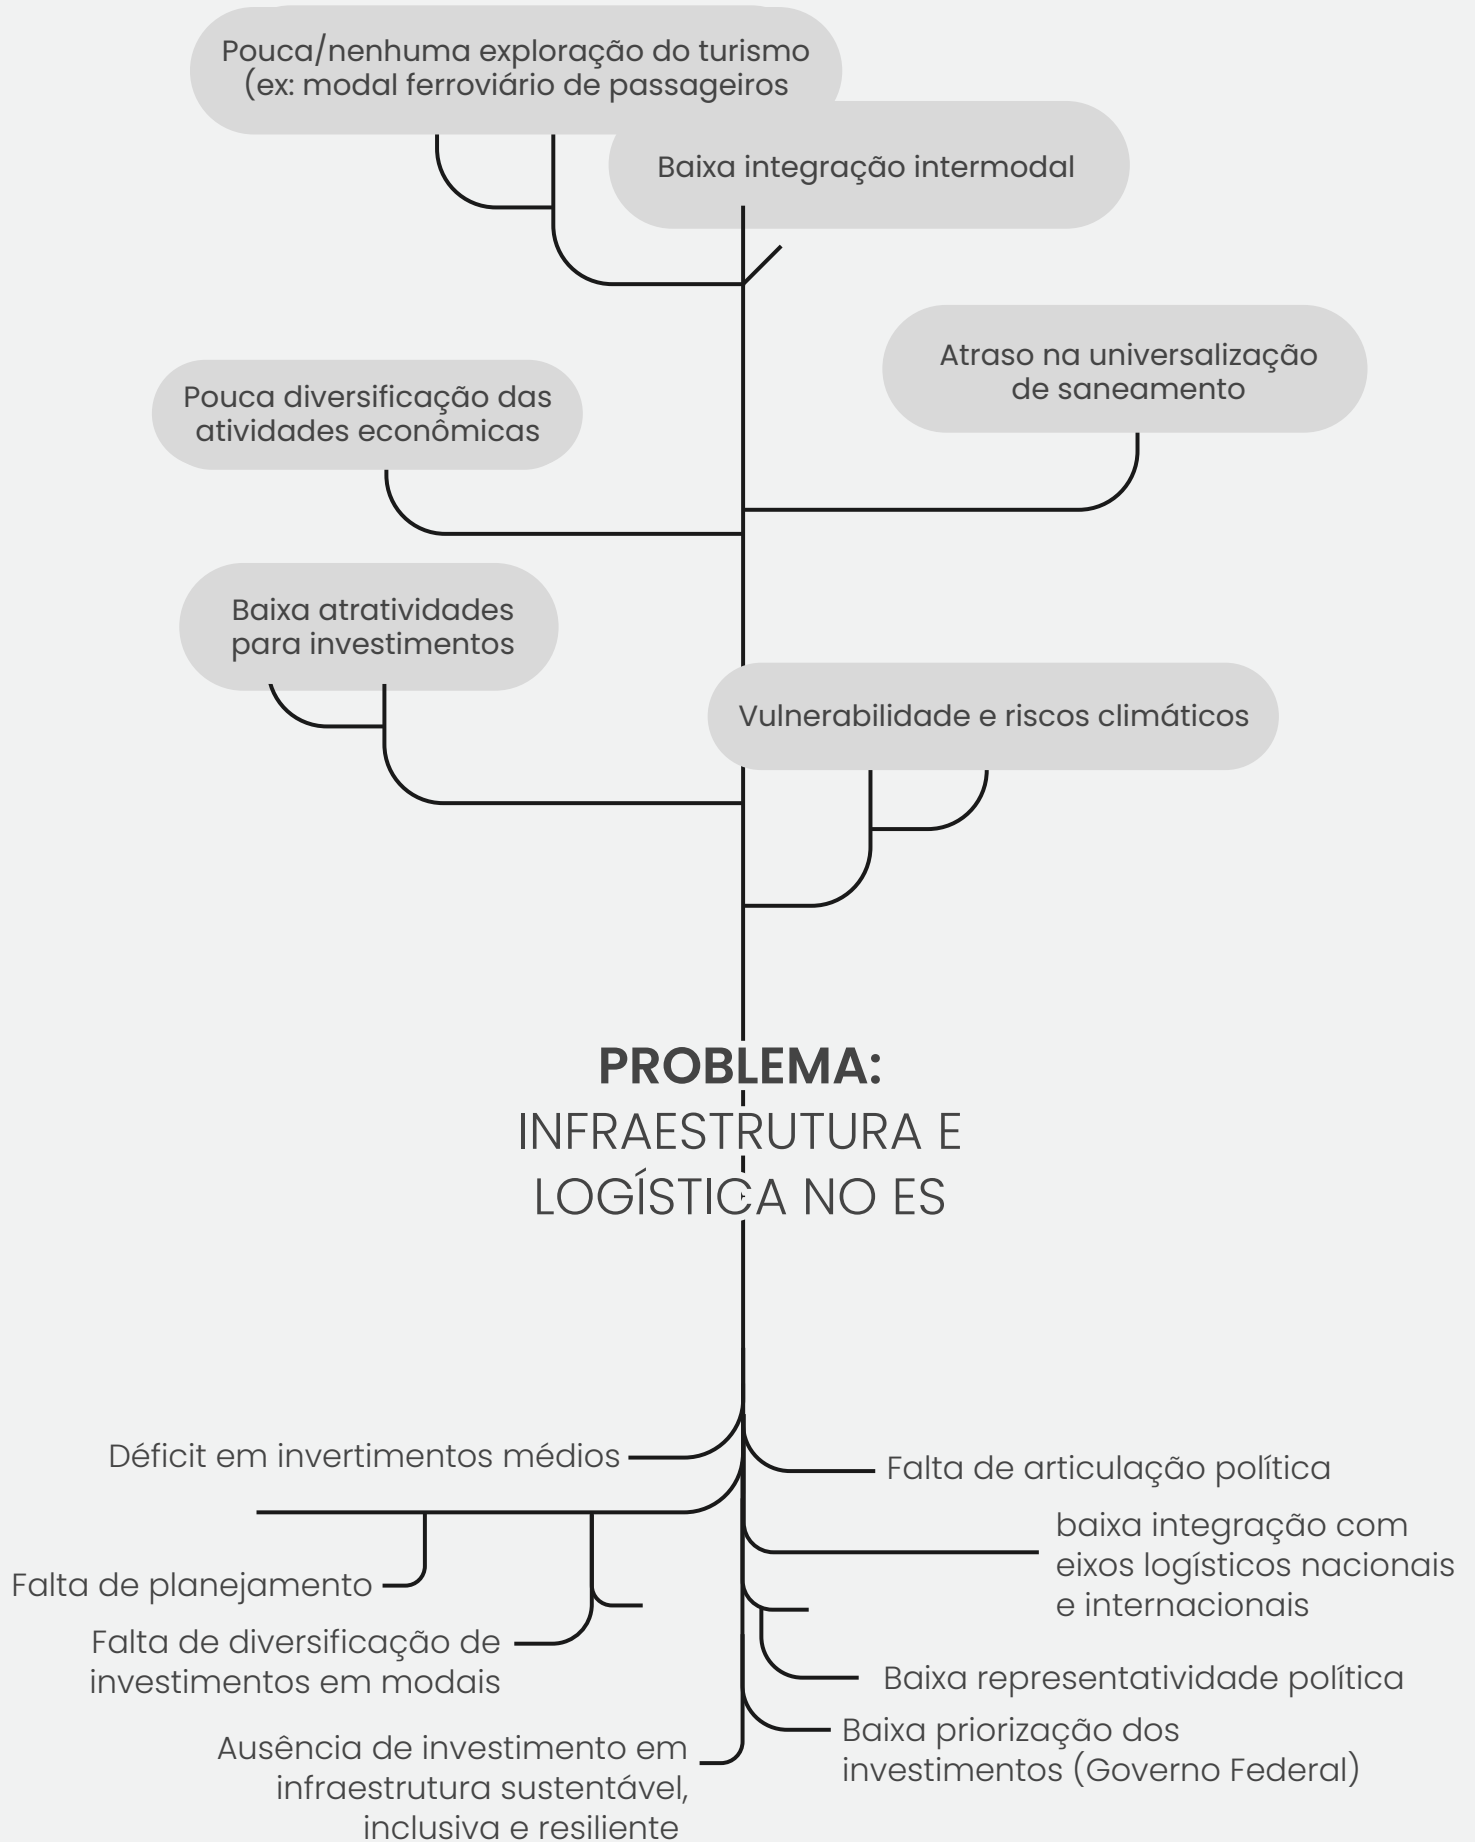 Pouca/nenhuma exploração do turismo
(ex: modal ferroviário de passageiros
Baixa integração intermodal
Atraso na universalização
de saneamento
Pouca diversificação das
atividades econômicas
Baixa atratividades
para investimentos
Vulnerabilidade e riscos climáticos
PROBLEMA:
INFRAESTRUTURA E
LOGÍSTICA NO ES
Déficit em invertimentos médios
Falta de articulação política
baixa integração com
eixos logísticos nacionais
e internacionais
Falta de planejamento
Falta de diversificação de
investimentos em modais
Baixa representatividade política
Baixa priorização dos
investimentos (Governo Federal)
Ausência de investimento em
infraestrutura sustentável,
inclusiva e resiliente